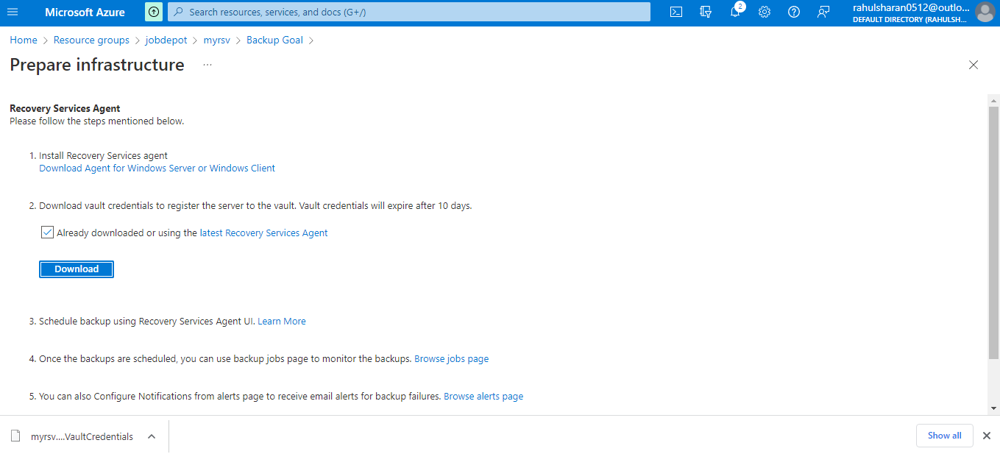 Microsoft Azure
Search resources, services, and docs (G+/)
2
rahulsharan0512@outlo...
DEFAULT DIRECTORY (RAHULSH...
Home > Resource groups > jobdepot > myrsv > Backup Goal >
Prepare infrastructure ...
Recovery Services Agent
Please follow the steps mentioned below.
1. Install Recovery Services agent
Download Agent for Windows Server or Windows Client
2. Download vault credentials to register the server to the vault. Vault credentials will expire after 10 days.
Already downloaded or using the latest Recovery Services Agent
Download
3. Schedule backup using Recovery Services Agent UI. Learn More
4. Once the backups are scheduled, you can use backup jobs page to monitor the backups. Browse jobs page
5. You can also Configure Notifications from alerts page to receive email alerts for backup failures. Browse alerts page
myrsv....VaultCredentials
Show all